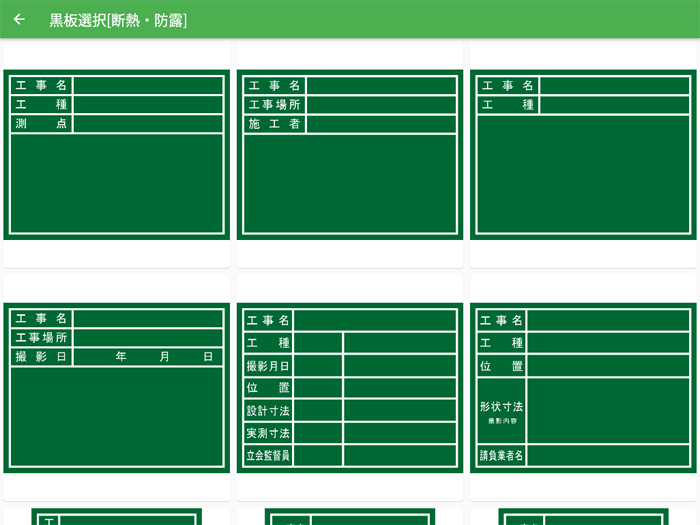 黒板選択[断熱・防露]
工事名
工種
測点
工事名
工事場所
施工者
工事名
工種
工事名
工事場所
撮影日 年 月 日
工事名
工種
撮影月日
位置
設計寸法
実測寸法
立会監督員
工事名
工種
位置
形状寸法
撮影内容
請負業者名